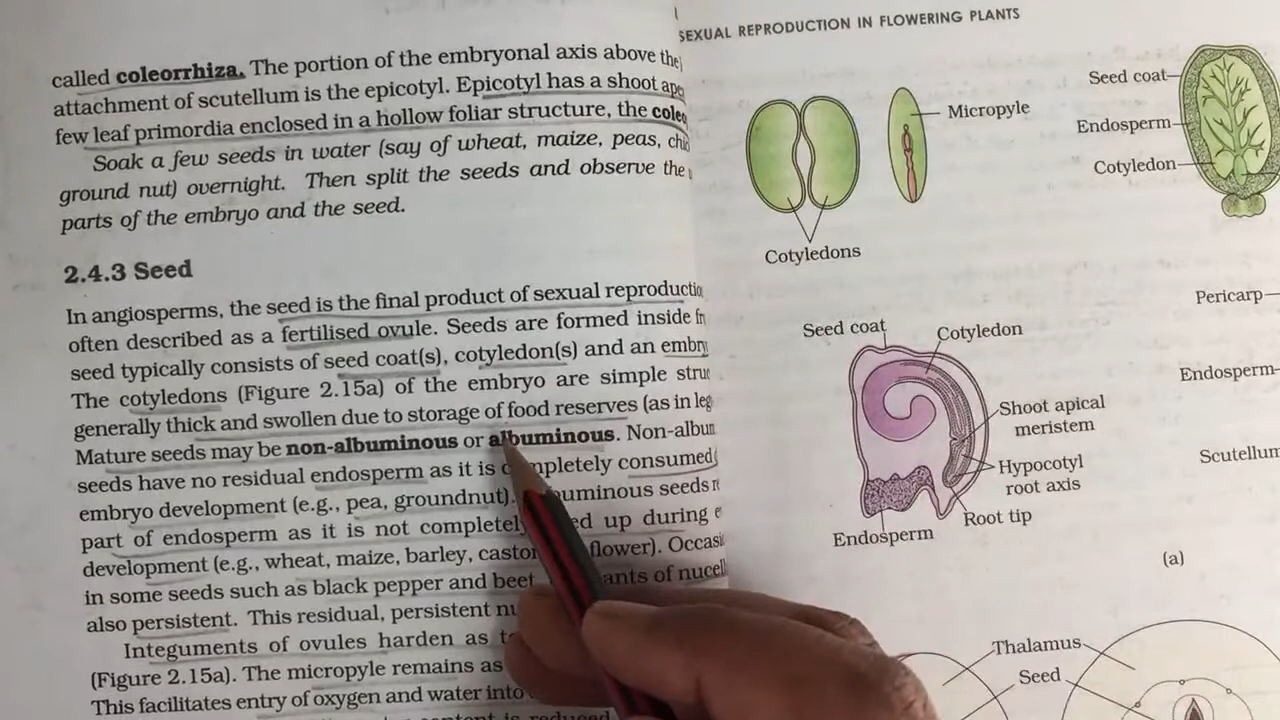 called coleorrhiza. The portion of the embryonal axis above the
attachment of scutellum is the epicotyl. Epicotyl has a shoot
few leaf primordia enclosed in a hollow foliar structure, the
Soak a few seeds in water (say of wheat, maize, peas,
ground nut) overnight. Then split the seeds and observe the
parts of the embryo and the seed.
2.4.3 Seed
In angiosperms, the seed is the final product of sexual
often described as a fertilised ovule. Seeds are formed inside
seed typically consists of seed coat(s), cotyledon(s) and an
The cotyledons (Figure 2.15a) of the embryo are simple
generally thick and swollen due to storage of food reserves (as in
Mature seeds may be non-albuminous or albuminous.
seeds have no residual endosperm as it is completely consumed
embryo development (e.g., pea, groundnut). seeds
part of endosperm as it is not completely up during
development (e.g., wheat, maize, barley,
in some seeds such as black pepper and beet
also persistent. This residual, persistent
Integuments of ovules harden as
(Figure 2.15a). The micropyle remains as
This facilitates entry of oxygen and water into
is reduced
SEXUAL REPRODUCTION IN FLOWERING PLANTS
Micropyle
Cotyledons
Seed coat
Endosperm
Cotyledon
Pericarp
Endosperm
Scutellum
Seed coat
Cotyledon
Shoot apical
meristem
Hypocotyl
root axis
Root tip
Endosperm
(a)
Thalamus
Seed